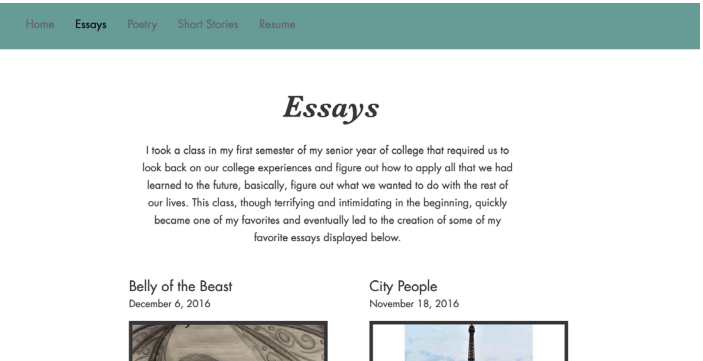 Home Essays Poetry Short Stories Resume
Essays
I took a class in my first semester of my senior year of college that required us to
look back on our college experiences and figure out how to apply all that we had
learned to the future, basically, figure out what we wanted to do with the rest of
our lives. This class, though terrifying and intimidating in the beginning, quickly
became one of my favorites and eventually led to the creation of some of my
favorite essays displayed below.
Belly of the Beast
December 6, 2016
City People
November 18, 2016